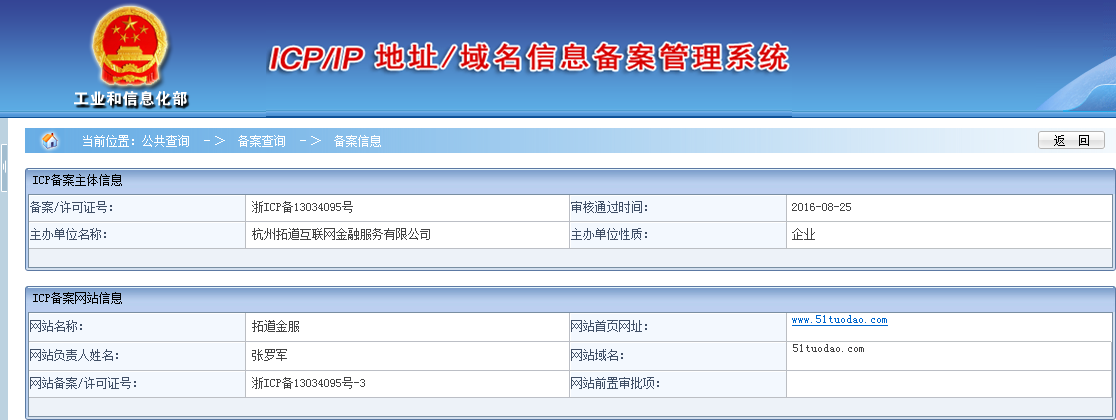 ICP/IP 地址/域名信息备案管理系统
工业和信息化部
当前位置: 公共查询 -> 备案查询 -> 备案信息 返 回
ICP备案主体信息
备案/许可证号: 浙ICP备13034095号 审核通过时间: 2016-08-25
主办单位名称: 杭州拓道互联网金融服务有限公司 主办单位性质: 企业
ICP备案网站信息
网站名称: 拓道金服 网站首页网址: www.51tuodao.com
网站负责人姓名: 张罗军 网站域名: 51tuodao.com
网站备案/许可证号: 浙ICP备13034095号-3 网站前置审批项: